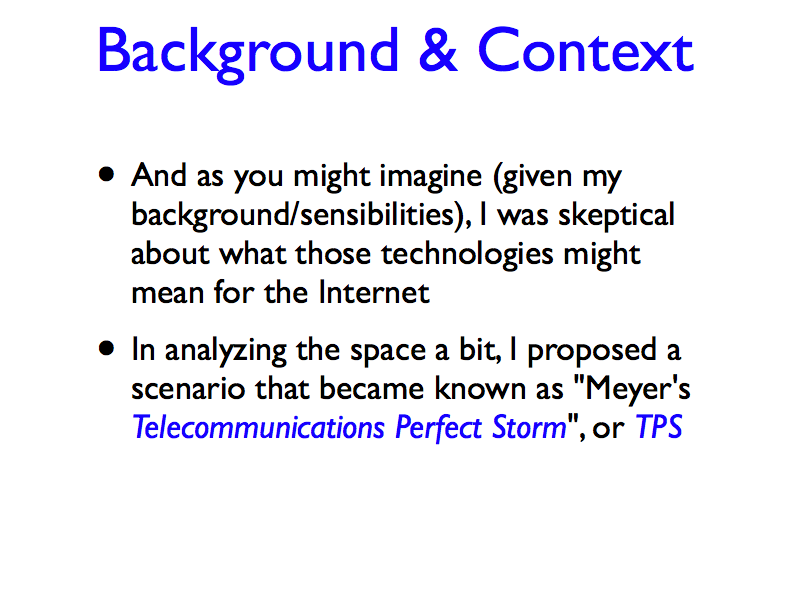 Background & Context
• And as you might imagine (given my
background/sensibilities), I was skeptical
about what those technologies might
mean for the Internet
• In analyzing the space a bit, I proposed a
scenario that became known as "Meyer's
Telecommunications Perfect Storm", or TPS